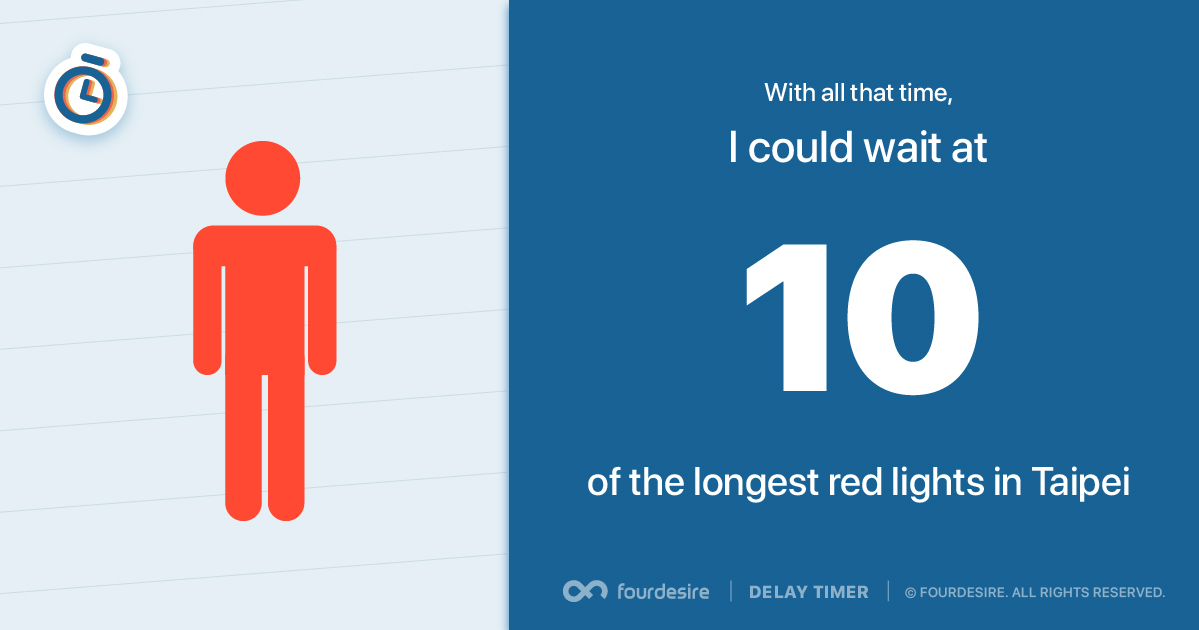 With all that time,
I could wait at
10
of the longest red lights in Taipei
fourdesire | DELAY TIMER | © FOURDESIRE. ALL RIGHTS RESERVED.